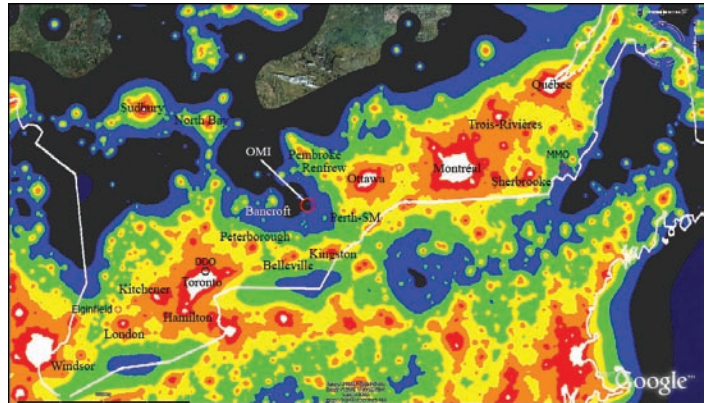 Québec
Sudbury
North Bay
Trois-Rivières
OMI
Pembroke
Renfrew
Montréal
MMO
Ottawa
Sherbrooke
Bancroft
Perth-SM
Peterborough
Kingston
DDO
Belleville
Toronto
Kitchener
Elginfield
Hamilton
London
Windsor
Google